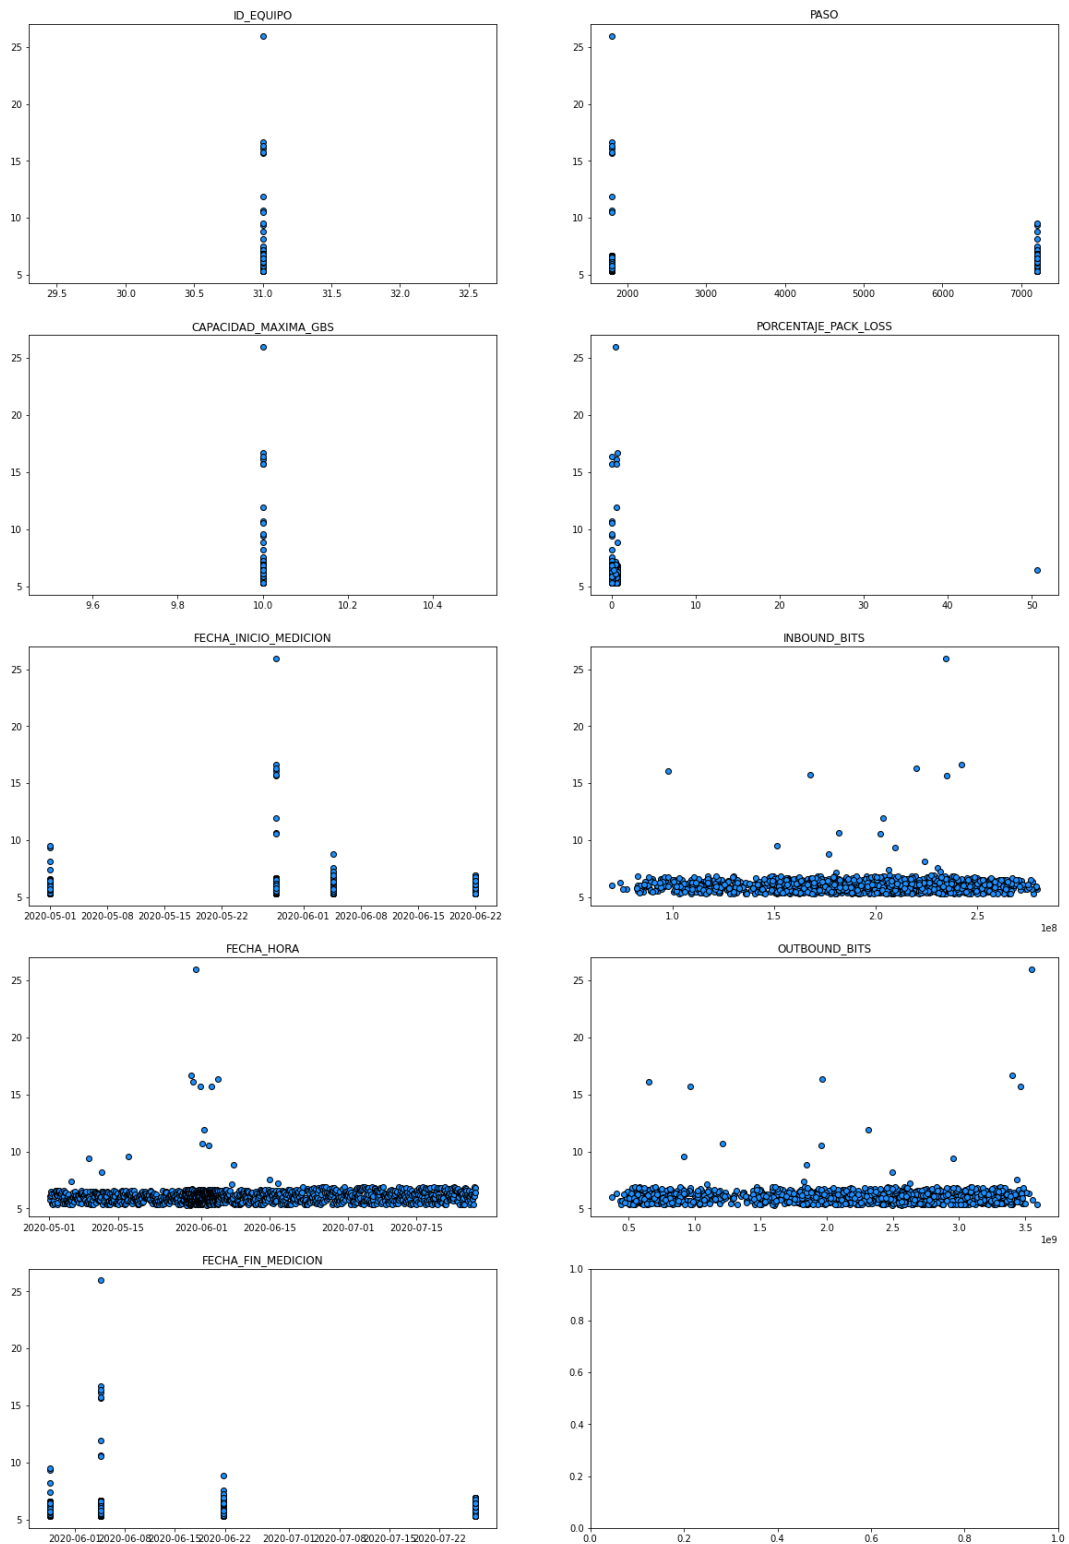 ID_EQUIPO
25
20
15
10
5
29.5 30.0 30.5 31.0 31.5 32.0 32.5
PASO
25
20
15
10
5
2000 3000 4000 5000 6000 7000
CAPACIDAD_MAXIMA_GBS
25
20
15
10
5
9.6 9.8 10.0 10.2 10.4
PORCENTAJE_PACK_LOSS
25
20
15
10
5
0 10 20 30 40 50
FECHA_INICIO_MEDICION
25
20
15
10
5
2020-05-01 2020-05-08 2020-05-15 2020-05-22 2020-06-01 2020-06-08 2020-06-15 2020-06-22
INBOUND_BITS
25
20
15
10
5
1.0 1.5 2.0 2.5
1e8
FECHA_HORA
25
20
15
10
5
2020-05-01 2020-05-15 2020-06-01 2020-06-15 2020-07-01 2020-07-15
OUTBOUND_BITS
25
20
15
10
5
0.5 1.0 1.5 2.0 2.5 3.0 3.5
1e9
FECHA_FIN_MEDICION
25
20
15
10
5
2020-06-01 2020-06-08 2020-06-15 2020-06-22 2020-07-01 2020-07-08 2020-07-15 2020-07-22
1.0
0.8
0.6
0.4
0.2
0.0
0.0 0.2 0.4 0.6 0.8 1.0